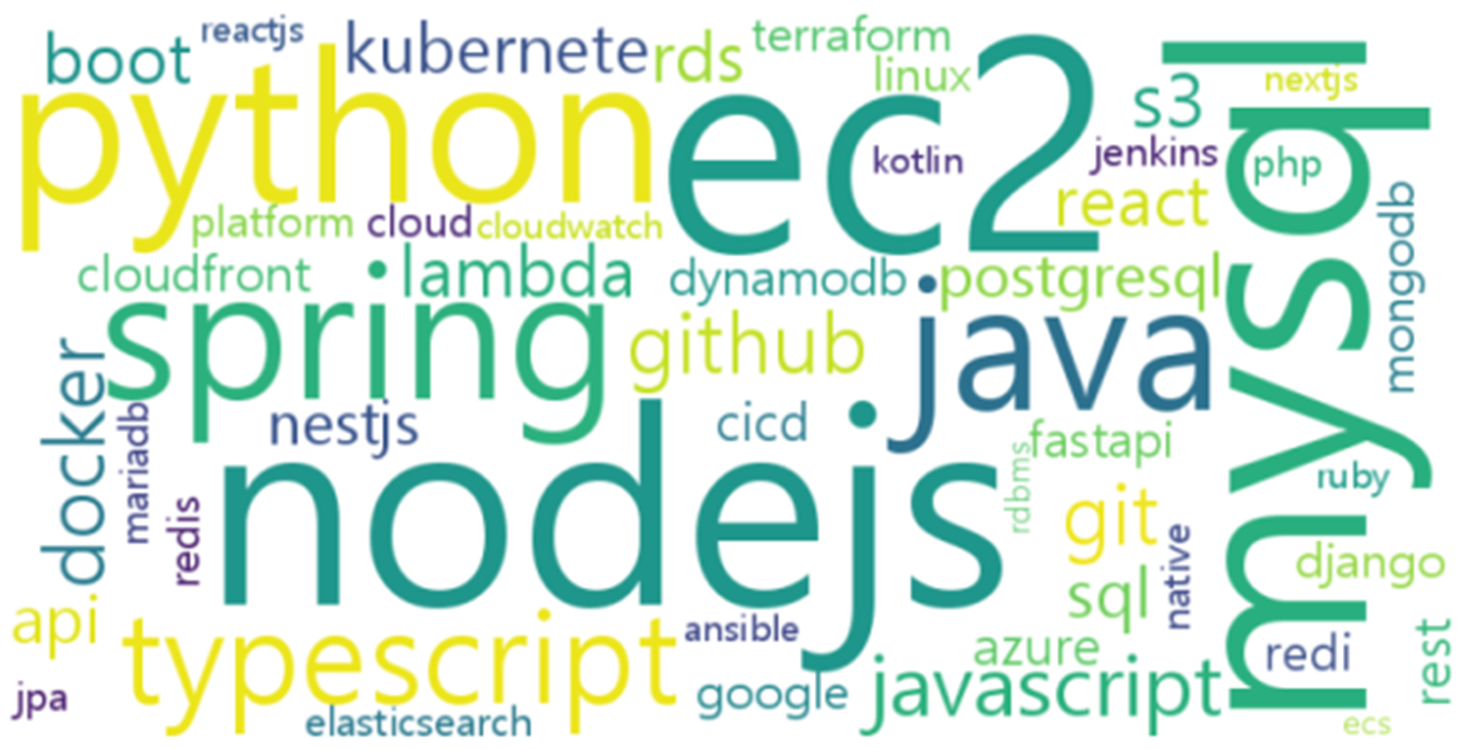 boot
reactjs
kubernete
rds
terraform
linux
ec2
s3
nextjs
python
kotlin
jenkins
php
mysql
react
mongodb
platform
cloud
cloudwatch
cloudfront
lambda
dynamodb
postgresql
spring
github
java
docker
mariadb
nestjs
cicd
fastapi
rdbms
redis
nodejs
git
ruby
native
django
sql
api
typescript
ansible
azure
redi
rest
jpa
elasticsearch
google
javascript
ecs